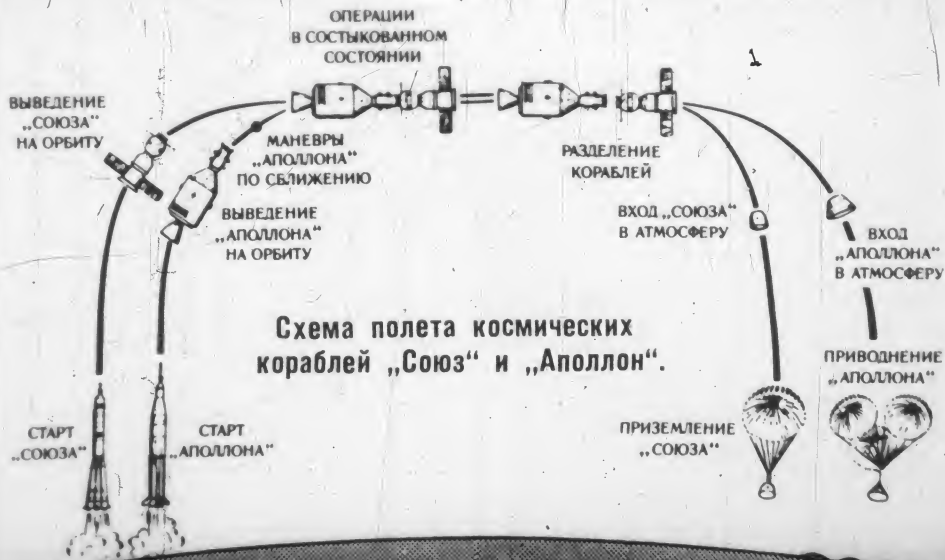 ОПЕРАЦИИ
В СОСТЫКОВАННОМ
СОСТОЯНИИ
1
ВЫВЕДЕНИЕ
„СОЮЗА“
НА ОРБИТУ
МАНЕВРЫ
„АПОЛЛОНА“
ПО СБЛИЖЕНИЮ
РАЗДЕЛЕНИЕ
КОРАБЛЕЙ
ВЫВЕДЕНИЕ
„АПОЛЛОНА“
НА ОРБИТУ
ВХОД „СОЮЗА“
В АТМОСФЕРУ
ВХОД
„АПОЛЛОНА“
В АТМОСФЕРУ
Схема полета космических
кораблей „Союз“ и „Аполлон“.
ПРИВОДНЕНИЕ
„АПОЛЛОНА“
СТАРТ
„СОЮЗА“
СТАРТ
„АПОЛЛОНА“
ПРИЗЕМЛЕНИЕ
„СОЮЗА“